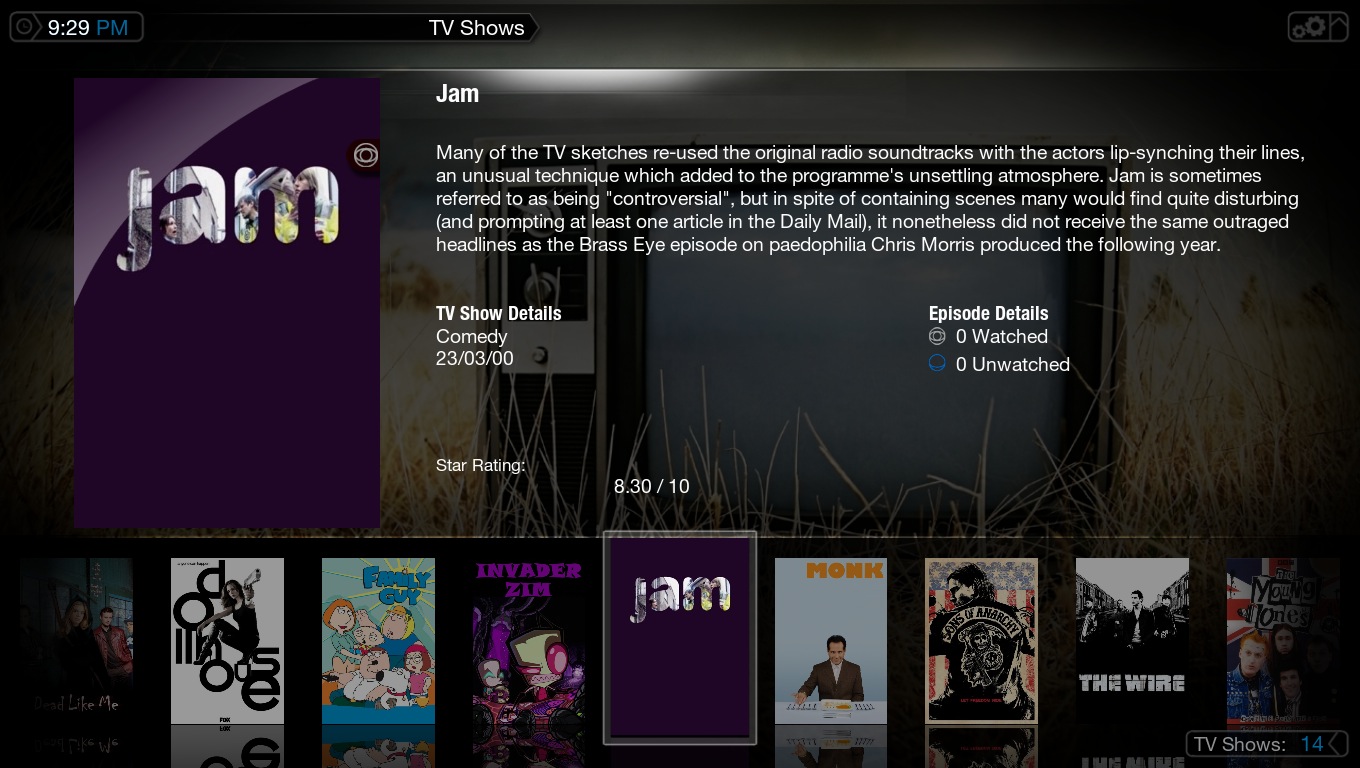 9:29 PM
TV Shows
jam
Jam
Many of the TV sketches re-used the original radio soundtracks with the actors lip-synching their lines,
an unusual technique which added to the programme's unsettling atmosphere. Jam is sometimes
referred to as being "controversial", but in spite of containing scenes many would find quite disturbing
(and prompting at least one article in the Daily Mail), it nonetheless did not receive the same outraged
headlines as the Brass Eye episode on paedophilia Chris Morris produced the following year.
TV Show Details
Comedy
23/03/00
Episode Details
0 Watched
0 Unwatched
Star Rating:
8.30 / 10
Dead Like Me
dollhouse
FOX
FAMILY
GUY
INVADER
ZIM
jam
MONK
SONS OF ANARCHY
THE WIRE
The
Young
Ones
TV Shows: 14